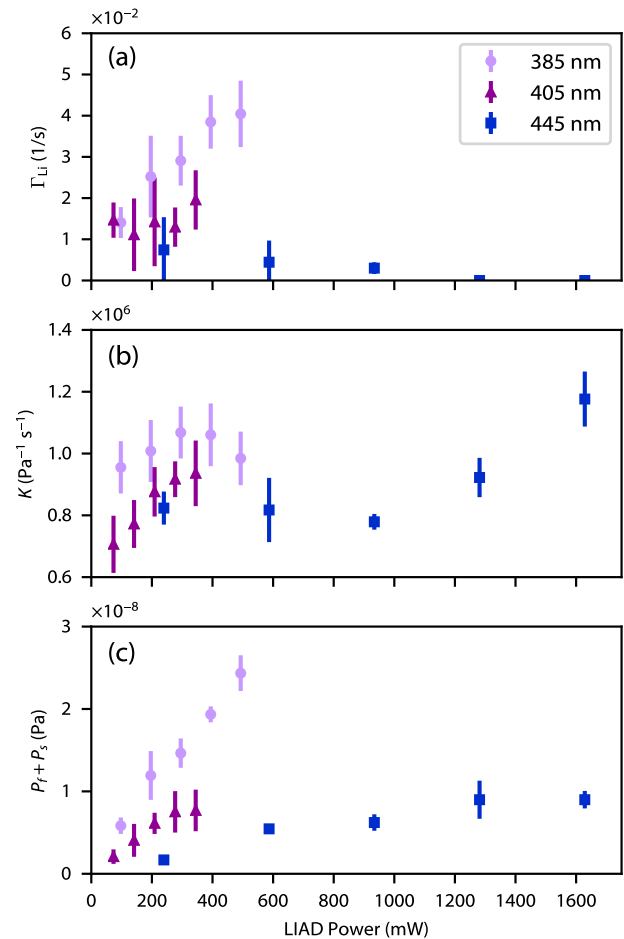 ×10⁻²
(a)
385 nm
405 nm
445 nm
6
5
4
3
2
1
0
Γ_Li (1/s)
×10⁶
(b)
1.4
1.2
1.0
0.8
0.6
K (Pa⁻¹ s⁻¹)
×10⁻⁸
(c)
3
2
1
0
P_f + P_s (Pa)
0 200 400 600 800 1000 1200 1400 1600
LIAD Power (mW)